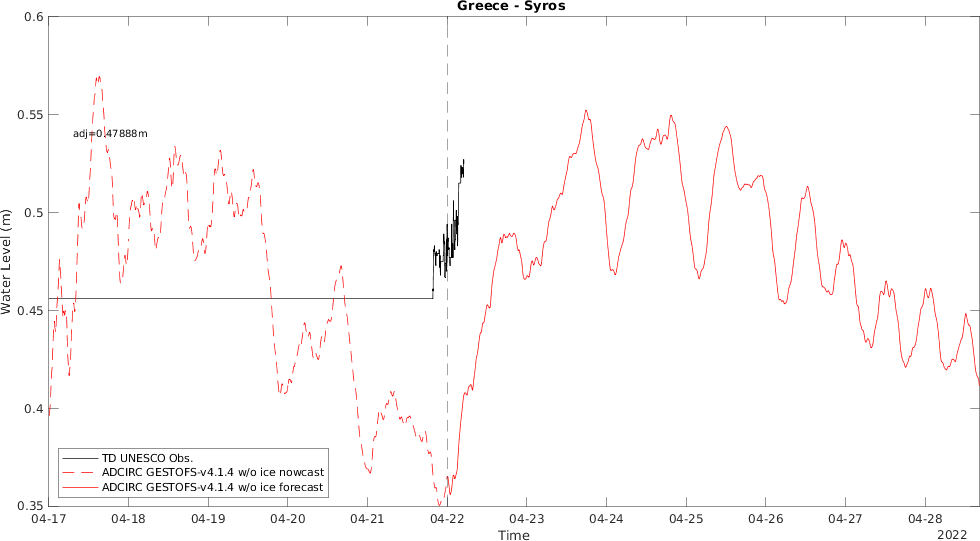 Greece - Syros
0.6
0.55
0.5
0.45
0.4
0.35
Water Level (m)
adj=0.47888m
TD UNESCO Obs.
ADCIRC GESTOFS-v4.1.4 w/o ice nowcast
ADCIRC GESTOFS-v4.1.4 w/o ice forecast
04-17 04-18 04-19 04-20 04-21 04-22 04-23 04-24 04-25 04-26 04-27 04-28
Time
2022